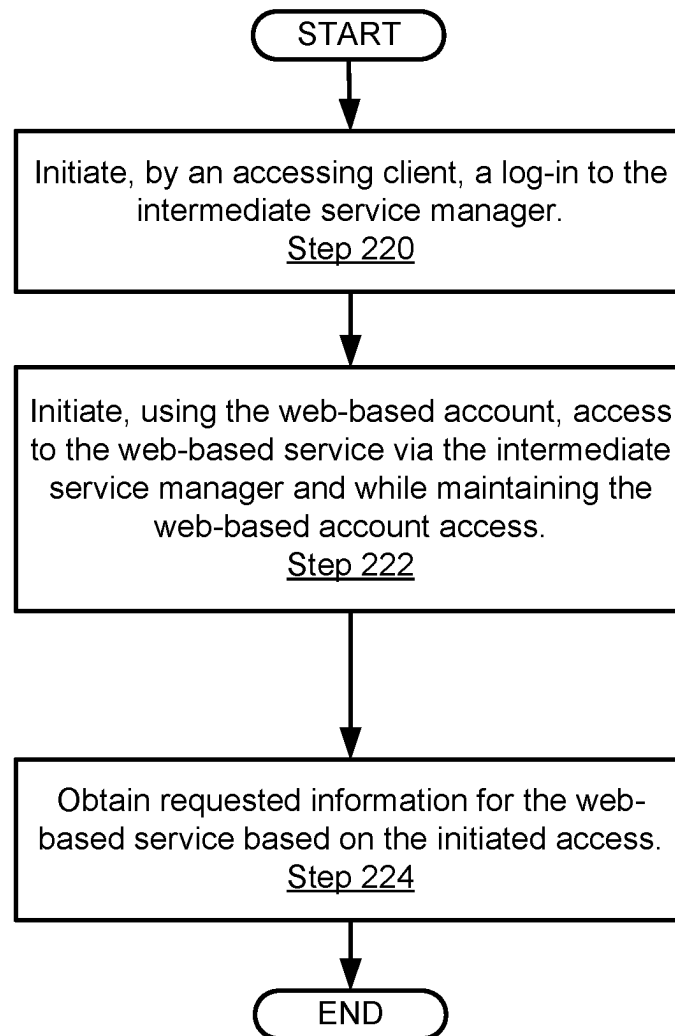 START
Initiate, by an accessing client, a log-in to the
intermediate service manager.
Step 220
Initiate, using the web-based account, access
to the web-based service via the intermediate
service manager and while maintaining the
web-based account access.
Step 222
Obtain requested information for the web-
based service based on the initiated access.
Step 224
END